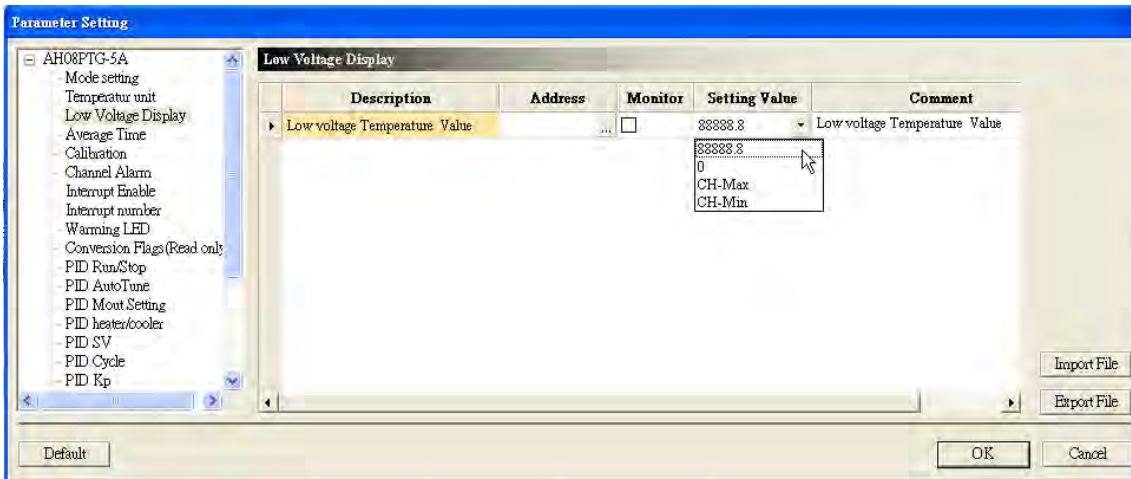 Parameter Setting
AH08PTG-5A
Mode setting
Temperatur unit
Low Voltage Display
Average Time
Calibration
Channel Alarm
Interrupt Enable
Interrupt number
Warming LED
Conversion Flags(Read only
PID Run/Stop
PID AutoTune
PID Mout Setting
PID heater/cooler
PID SV
PID Cycle
PID Kp
Low Voltage Display
Description Address Monitor Setting Value Comment
Low voltage Temperature Value ... 88888.8 Low voltage Temperature Value
88888.8
0
CH-Max
CH-Min
Import File
Export File
Default OK Cancel